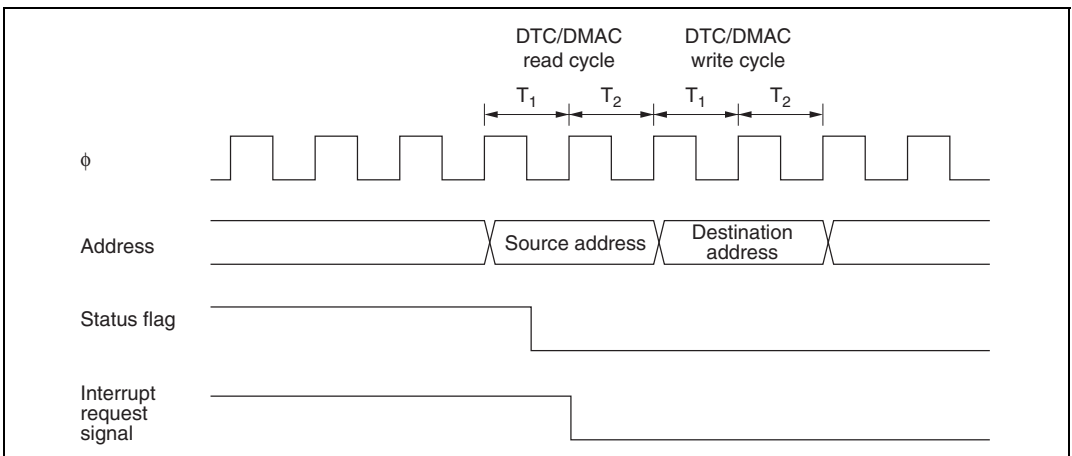 DTC/DMAC
read cycle
DTC/DMAC
write cycle
T1
T2
T1
T2
ϕ
Address
Source address
Destination
address
Status flag
Interrupt
request
signal